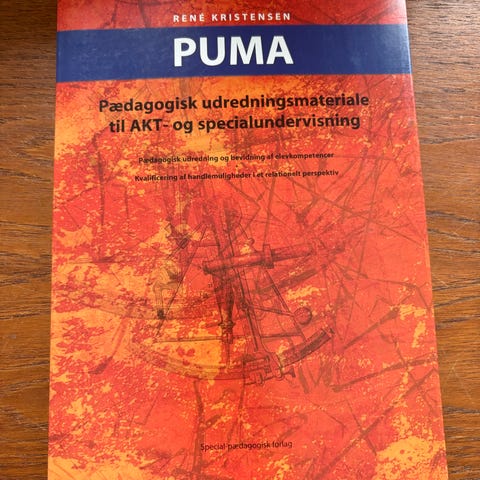 RENÉ KRISTENSEN
PUMA
Pædagogisk udredningsmateriale
til AKT- og specialundervisning
Pædagogisk udredning og bevidning af elevkompetencer
Kvalificering af handlemuligheder i et relationelt perspektiv
Special-pædagogisk forlag